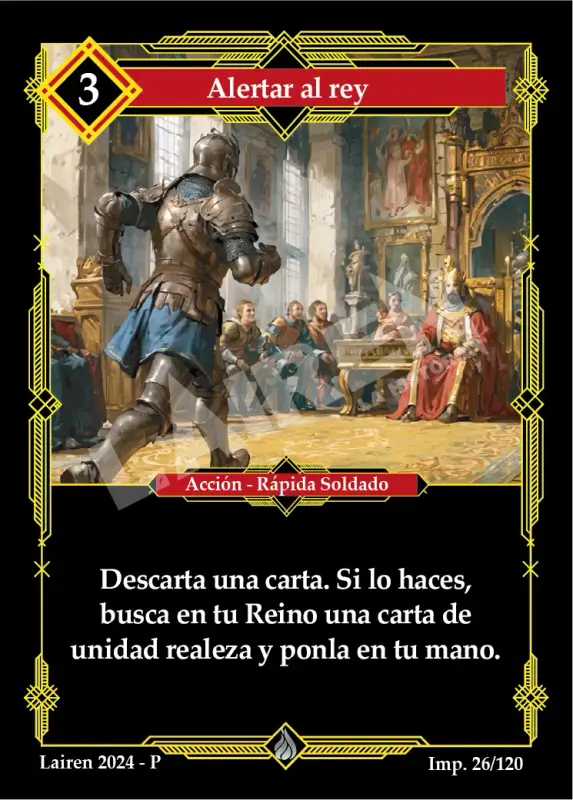 3
Alertar al rey
Acción - Rápida Soldado
Descarta una carta. Si lo haces,
busca en tu Reino una carta de
unidad realeza y ponla en tu mano.
Lairen 2024 - P
Imp. 26/120